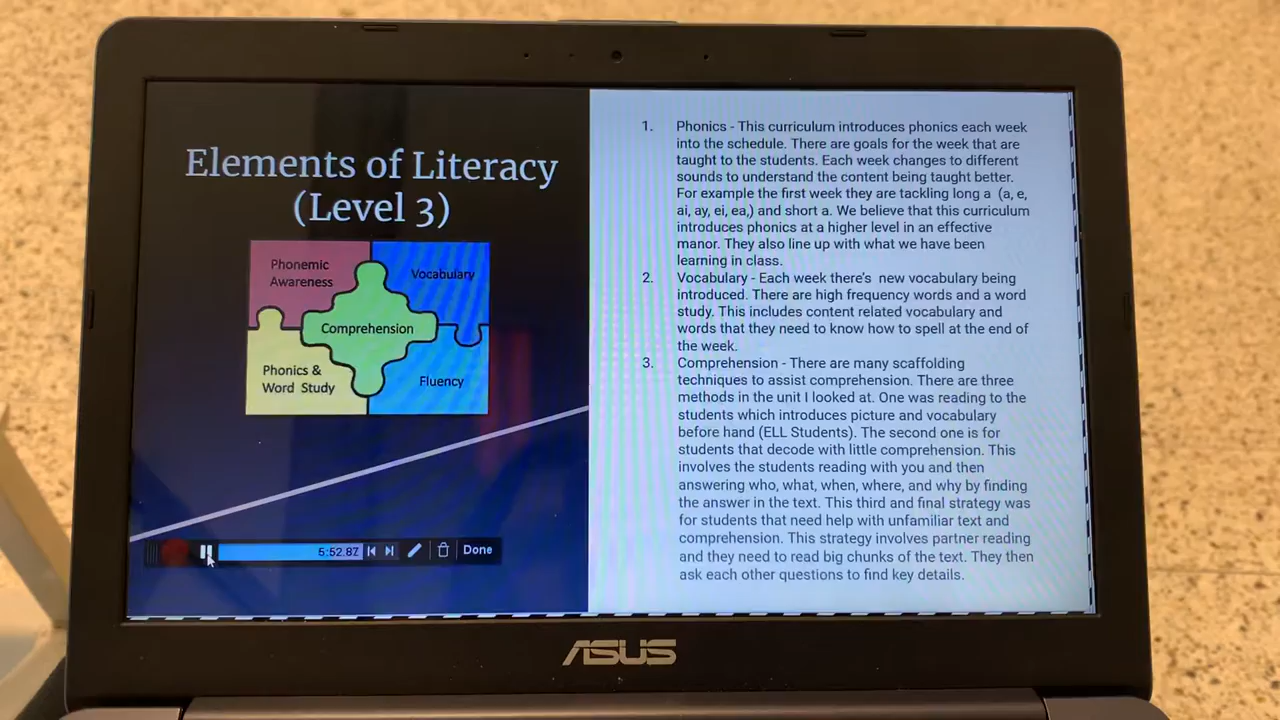 Elements of Literacy
(Level 3)
Phonemic
Awareness
Vocabulary
Comprehension
Phonics &
Word Study
Fluency
5:52.87
Done
1. Phonics - This curriculum introduces phonics each week
into the schedule. There are goals for the week that are
taught to the students. Each week changes to different
sounds to understand the content being taught better.
For example the first week they are tackling long a (a, e,
ai, ay, ei, ea,) and short a. We believe that this curriculum
introduces phonics at a higher level in an effective
manor. They also line up with what we have been
learning in class.
2. Vocabulary - Each week there's new vocabulary being
introduced. There are high frequency words and a word
study. This includes content related vocabulary and
words that they need to know how to spell at the end of
the week.
3. Comprehension - There are many scaffolding
techniques to assist comprehension. There are three
methods in the unit I looked at. One was reading to the
students which introduces picture and vocabulary
before hand (ELL Students). The second one is for
students that decode with little comprehension. This
involves the students reading with you and then
answering who, what, when, where, and why by finding
the answer in the text. This third and final strategy was
for students that need help with unfamiliar text and
comprehension. This strategy involves partner reading
and they need to read big chunks of the text. They then
ask each other questions to find key details.
ASUS